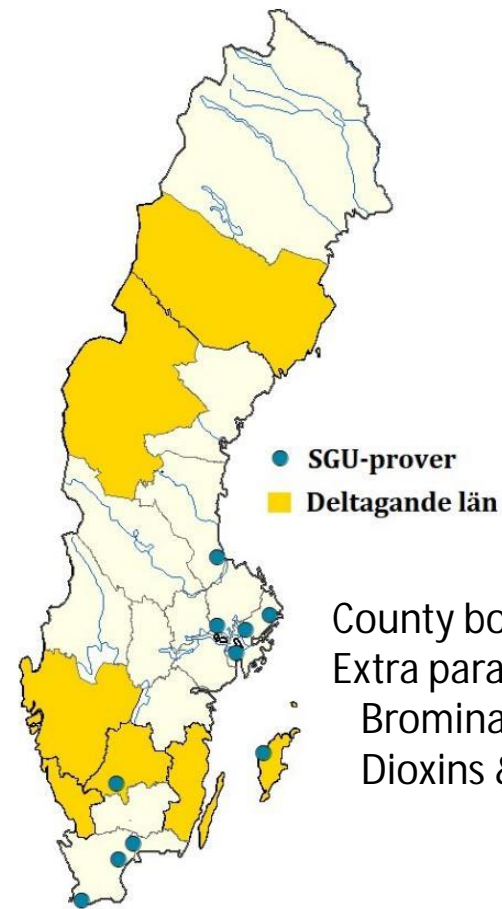 SGU-prover
Deltagande län
County bo
Extra para
Bromina
Dioxins &